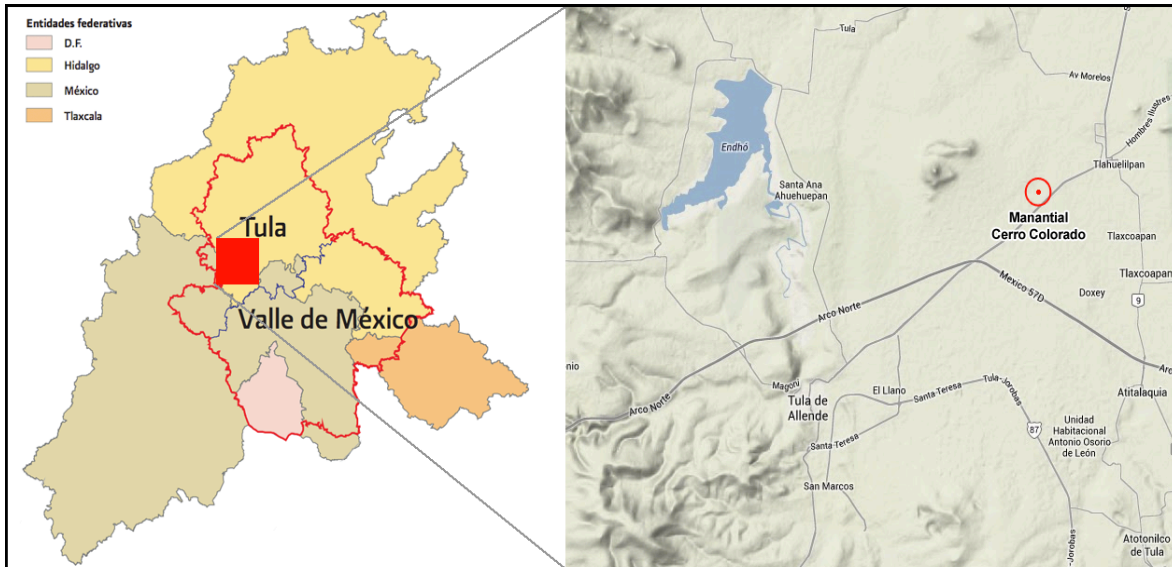 Entidades federativas
D.F.
Hidalgo
México
Tlaxcala
Tula
Valle de México
Tula
Av Morelos
Hombres Ilustres
Endhó
Tlahuelilpan
Santa Ana
Ahuehuepan
Manantial
Cerro Colorado
Tlaxcoapan
Tlaxcoapan
Mexico 57D
Doxey
9
Arco Norte
Arc
onio
Magoni
El Llano
Tula-Jorobas
Atitalaquia
Arco Norte
Tula de
Allende
Santa-Teresa
87
Unidad
Habitacional
Antonio Osorio
de León
Santa-Teresa
San Marcos
Atotonilco
de Tula
-Jorobas